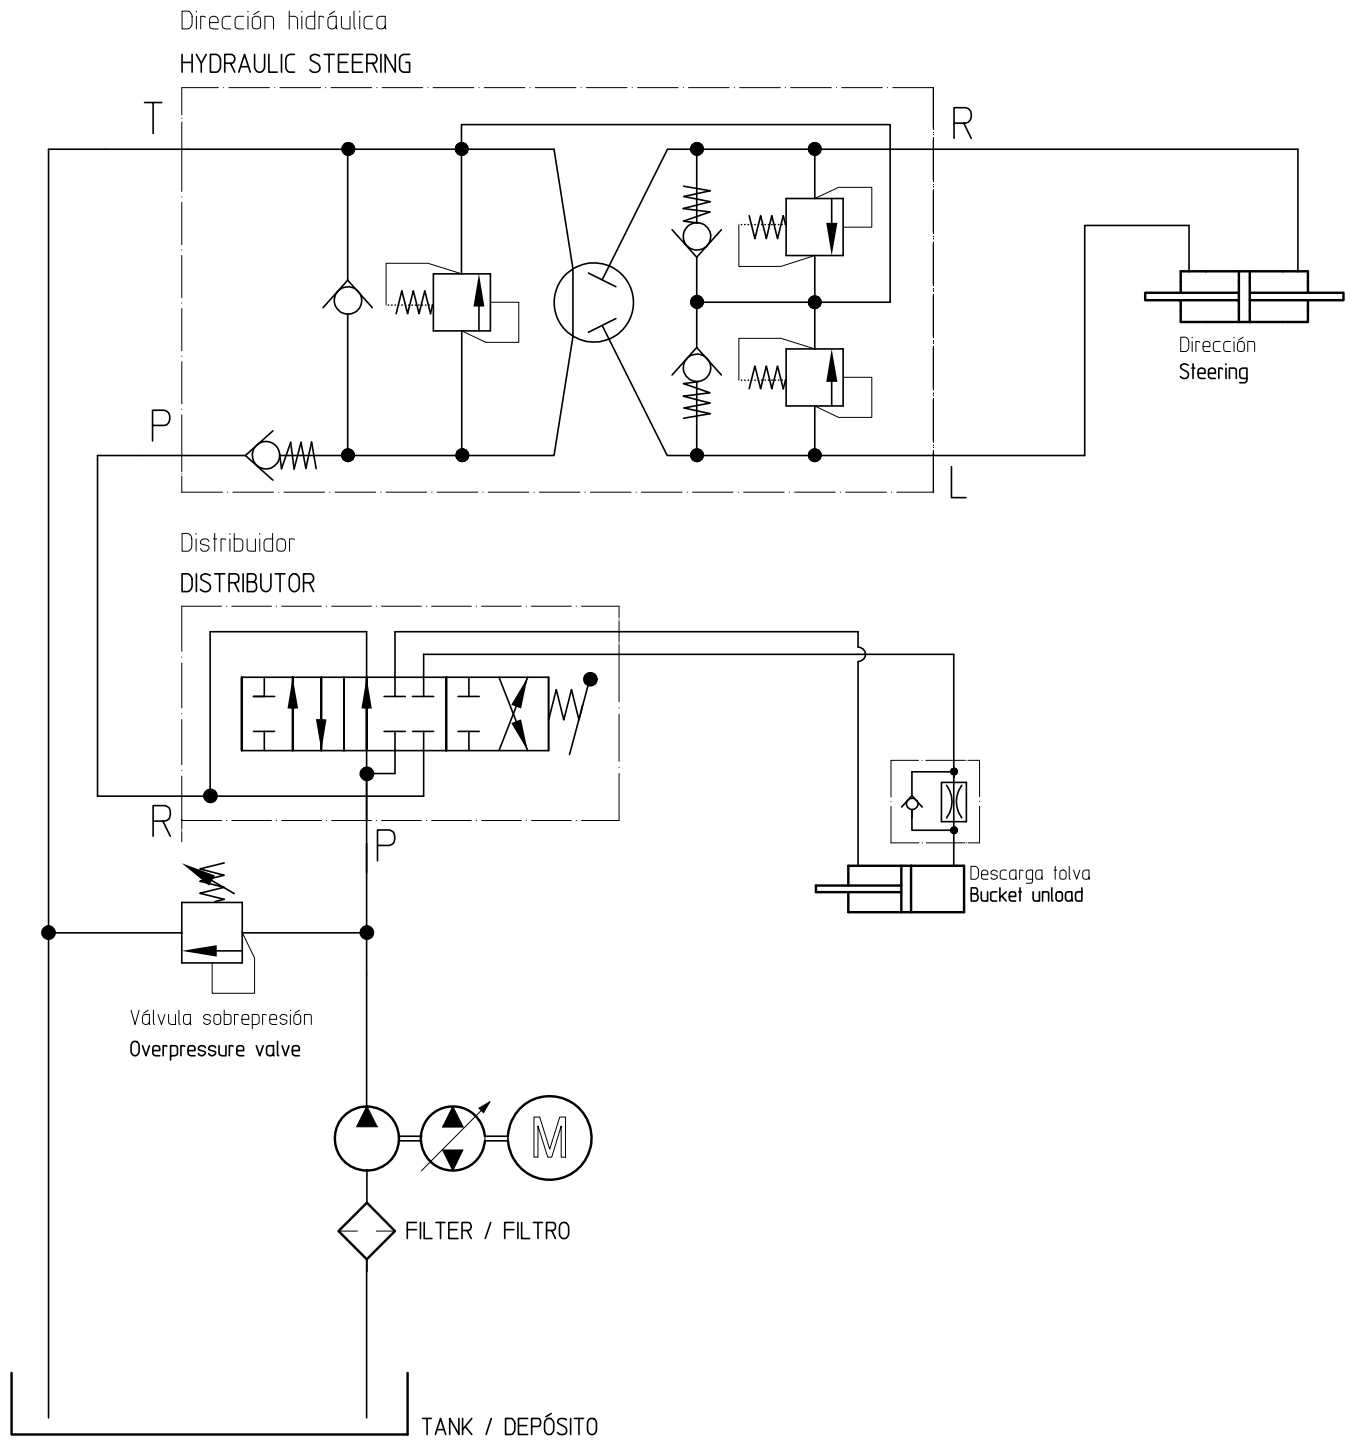 Dirección hidráulica
HYDRAULIC STEERING
T
R
P
Dirección
Steering
L
Distribuidor
DISTRIBUTOR
R
P
Descarga tolva
Bucket unload
Válvula sobrepresión
Overpressure valve
M
FILTER / FILTRO
TANK / DEPÓSITO